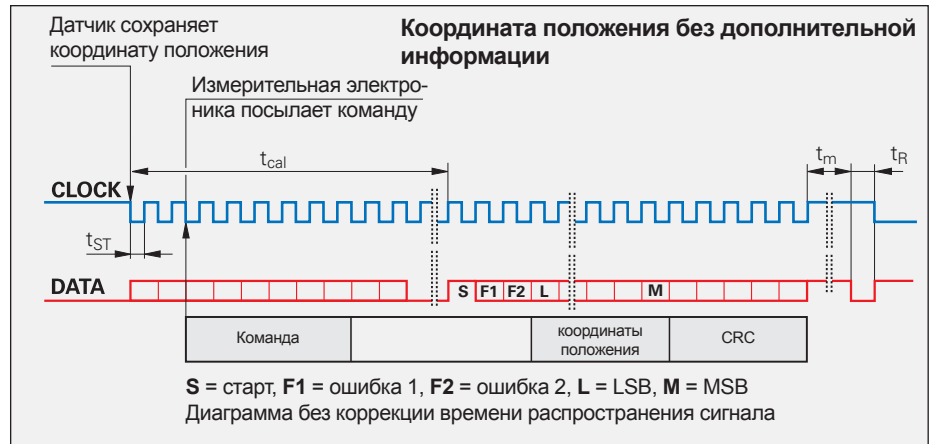 Датчик сохраняет
координату положения
Координата положения без дополнительной
информации
Измерительная электро-
ника посылает команду
tcal
tm
tR
CLOCK
tST
DATA
S F1 F2 L M
Команда
координаты
положения
CRC
S = старт, F1 = ошибка 1, F2 = ошибка 2, L = LSB, M = MSB
Диаграмма без коррекции времени распространения сигнала